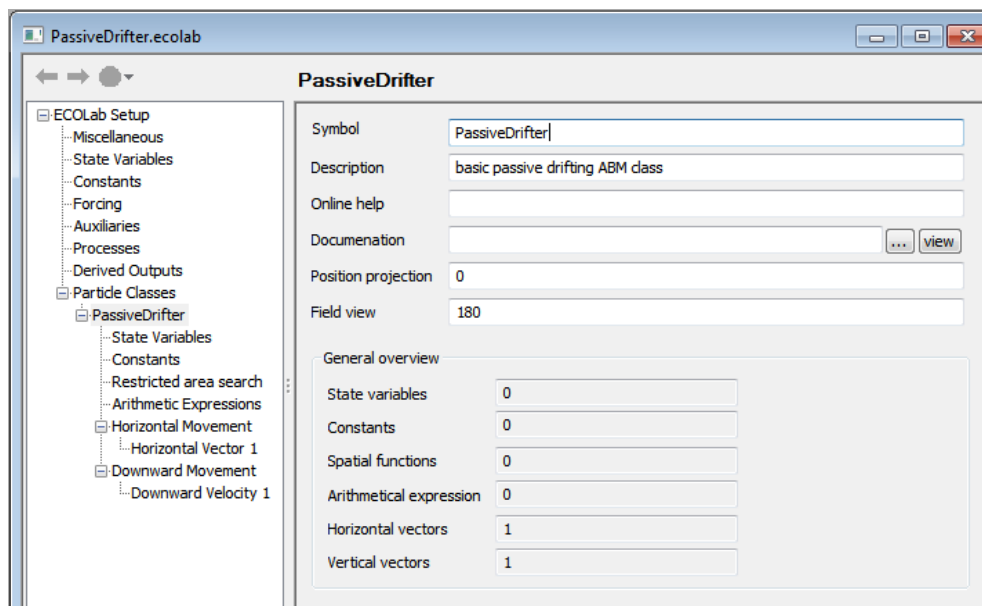 PassiveDrifter.ecolab
PassiveDrifter
ECOLab Setup
Miscellaneous
State Variables
Constants
Forcing
Auxiliaries
Processes
Derived Outputs
Particle Classes
PassiveDrifter
State Variables
Constants
Restricted area search
Arithmetic Expressions
Horizontal Movement
Horizontal Vector 1
Downward Movement
Downward Velocity 1
Symbol PassiveDrifter
Description basic passive drifting ABM class
Online help
Documenation ... view
Position projection 0
Field view 180
General overview
State variables 0
Constants 0
Spatial functions 0
Arithmetical expression 0
Horizontal vectors 1
Vertical vectors 1